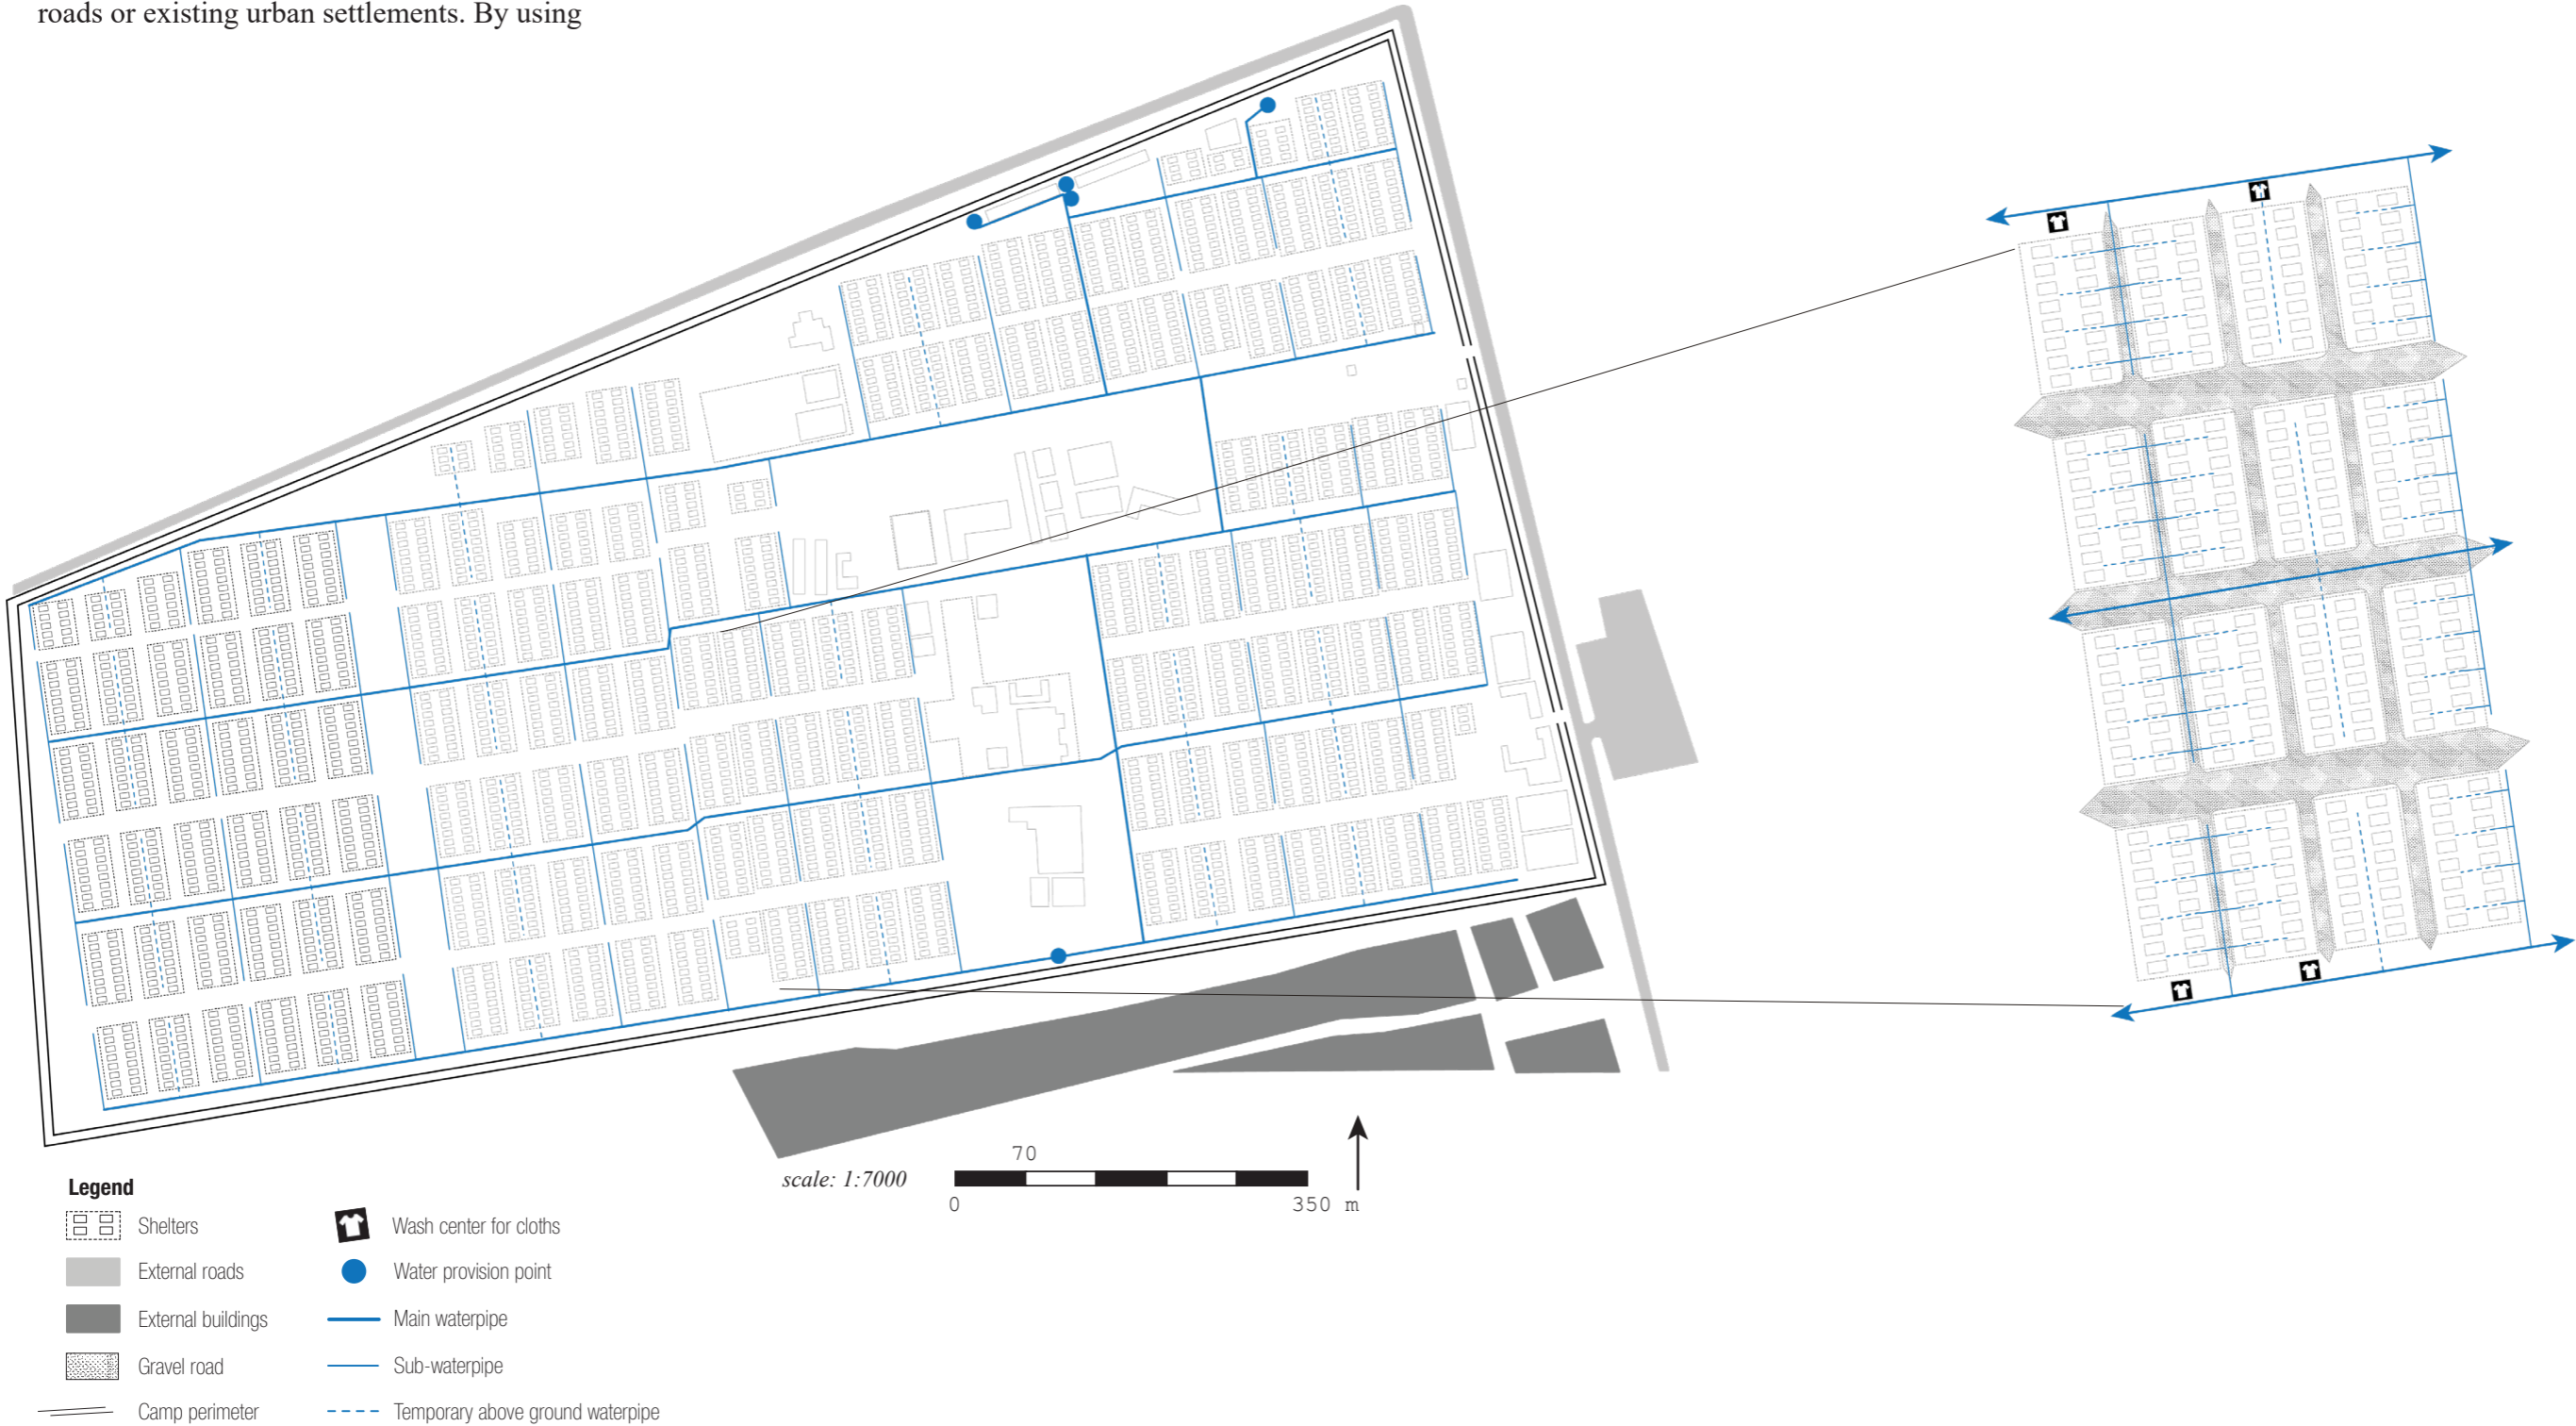 roads or existing urban settlements. By using
70
scale: 1:7000
0
350 m
Legend
Shelters
Wash center for cloths
External roads
Water provision point
External buildings
Main waterpipe
Gravel road
Sub-waterpipe
Camp perimeter
Temporary above ground waterpipe